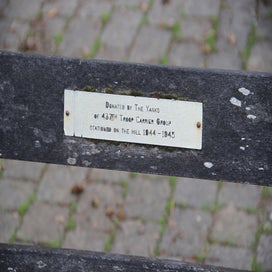 DONATED BY THE YANKS
OF 437TH TROOP CARRIER GROUP
STATIONED ON THE HILL 1944 - 1945